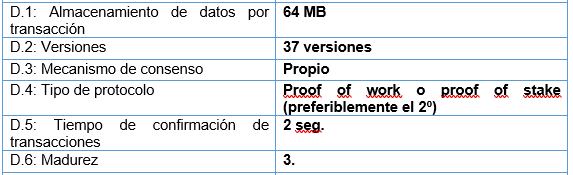 D.1: Almacenamiento de datos por transacción
64 MB
D.2: Versiones
37 versiones
D.3: Mecanismo de consenso
Propio
D.4: Tipo de protocolo
Proof of work o proof of stake
(preferiblemente el 2º)
D.5: Tiempo de confirmación de
transacciones
2 seg.
D.6: Madurez
3.